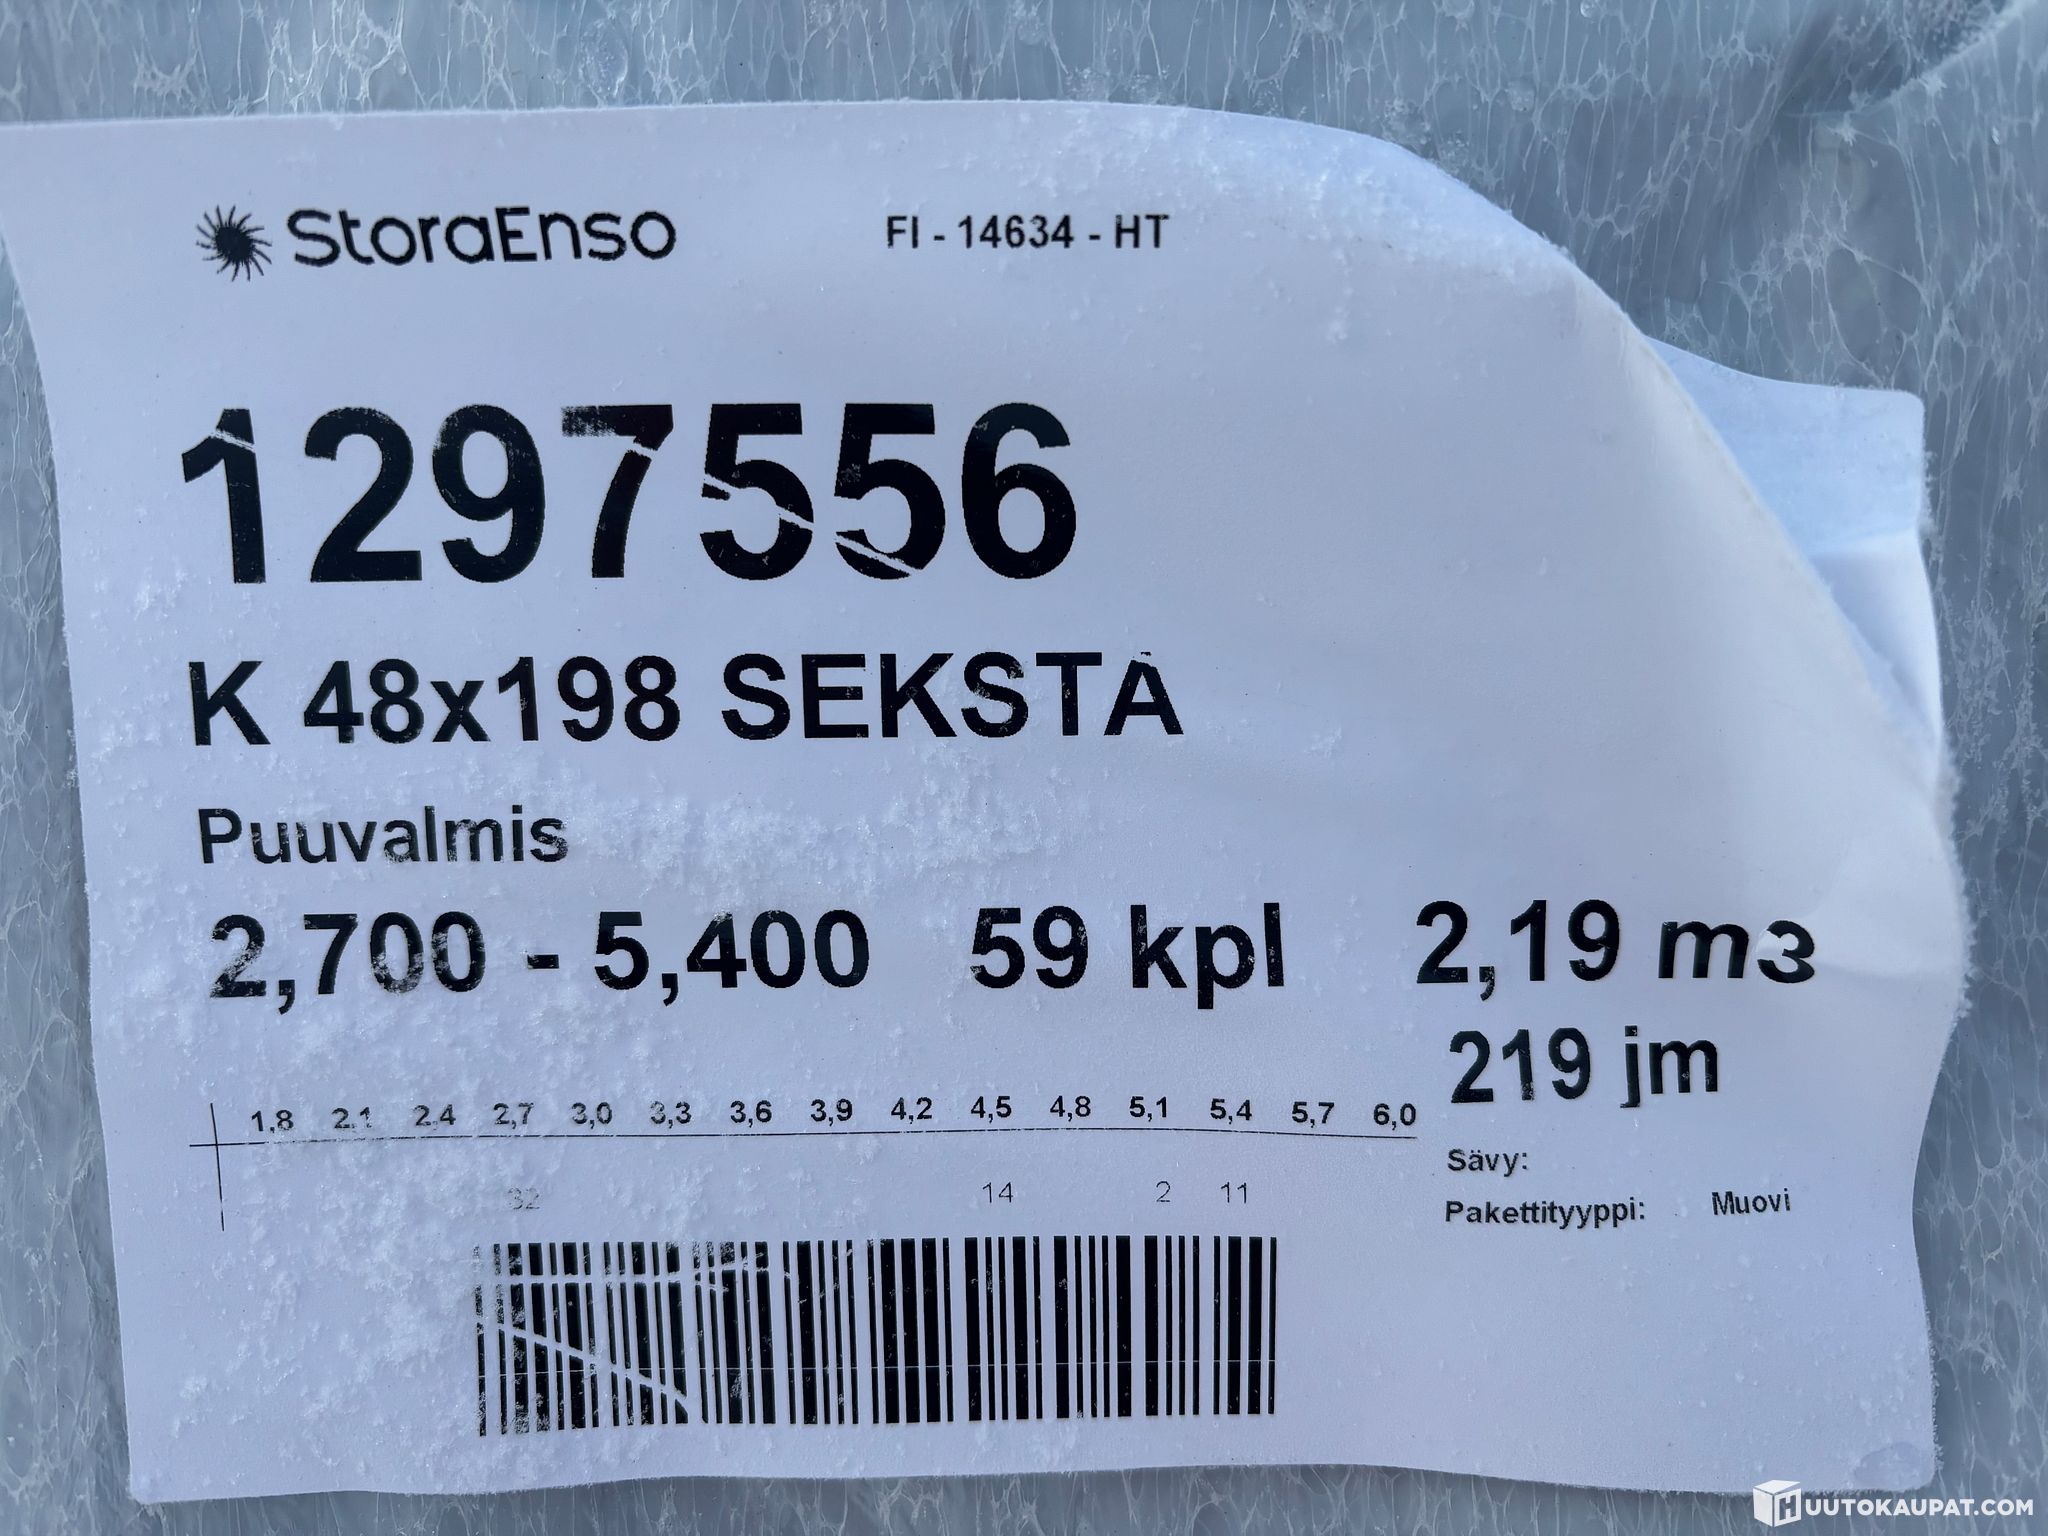 StoraEnso FI - 14634 - HT
1297556
K 48x198 SEKSTA
Puuvalmis
2,700 - 5,400 59 kpl 2,19 m3
219 jm
1,8 2,1 2,4 2,7 3,0 3,3 3,6 3,9 4,2 4,5 4,8 5,1 5,4 5,7 6,0
Sävy:
32 14 2 11
Pakettityyppi: Muovi
HUUTOKAUPAT.COM